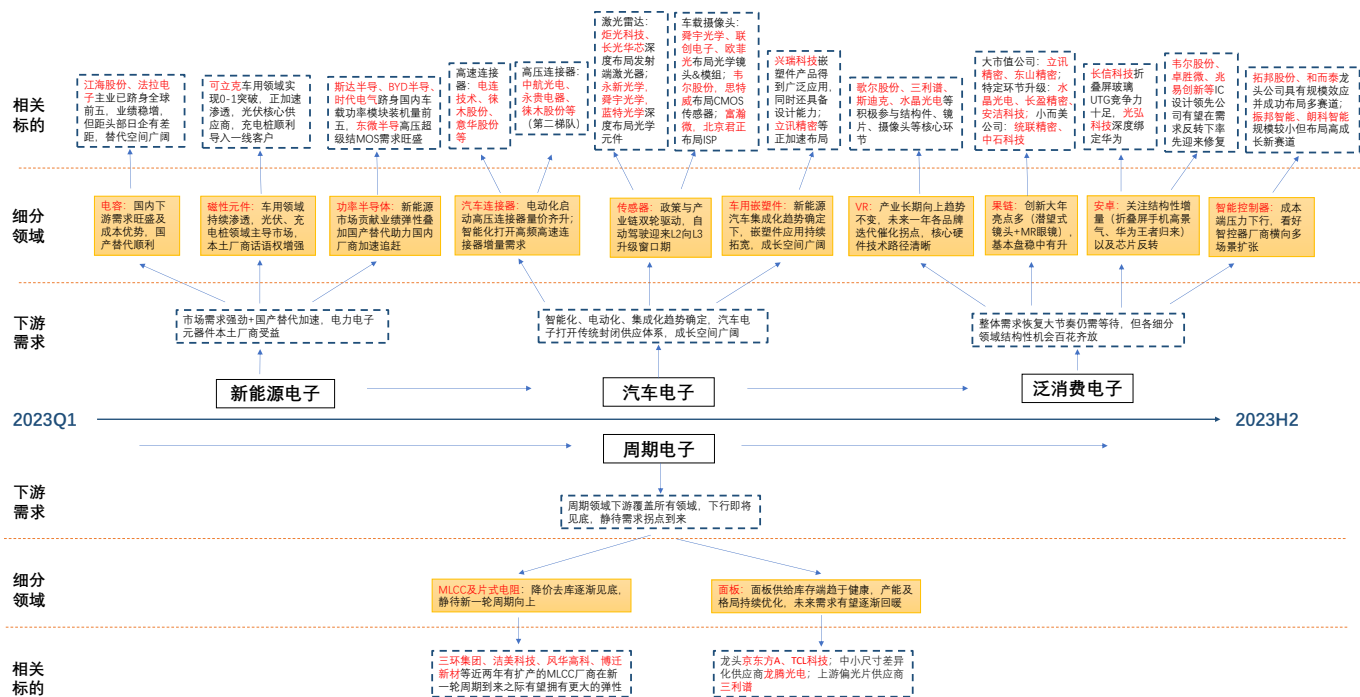 相关
标的
江海股份、法拉电
子主业已跻身全球
前五，业绩稳增，
但距头部日企有差
距，替代空间广阔
可立克车用领域实
现0-1突破，正加速
渗透，光伏核心供
应商，充电桩顺利
导入一线客户
斯达半导、BYD半导、
时代电气跻身国内车
载功率模块装机量前
五，东微半导高压超
级结MOS需求旺盛
高速连接
器：电连
技术、徕
木股份、
意华股份
等
高压连接器：
中航光电、
永贵电器、
徕木股份等
（第二梯队）
激光雷达：
炬光科技、
长光华芯深
度布局发射
端激光器；
永新光学，
舜宇光学，
蓝特光学深
度布局光学
元件
车载摄像头：
舜宇光学、联
创电子、欧菲
光布局光学镜
头&模组；韦
尔股份，思特
威布局CMOS
传感器；富瀚
微，北京君正
布局ISP
兴瑞科技嵌
塑件产品得
到广泛应用，
同时还具备
设计能力；
立讯精密等
正加速布局
歌尔股份、三利谱、
斯迪克、水晶光电等
积极参与结构件、镜
片、摄像头等核心环
节
大市值公司：立讯
精密、东山精密；
特定环节升级：水
晶光电、长盈精密、
安洁科技；小而美
公司：统联精密、
中石科技
长信科技折
叠屏玻璃
UTG竞争力
十足，光弘
科技深度绑
定华为
韦尔股份、
卓胜微、兆
易创新等IC
设计领先公
司有望在需
求反转下率
先迎来修复
拓邦股份、和而泰龙
头公司具有规模效应
并成功布局多赛道；
振邦智能、朗科智能
规模较小但布局高成
长新赛道
细分
领域
电容：国内下
游需求旺盛及
成本优势，国
产替代顺利
磁性元件：车用领域
持续渗透，光伏、充
电桩领域主导市场，
本土厂商话语权增强
功率半导体：新能源
市场贡献业绩弹性叠
加国产替代助力国内
厂商加速追赶
汽车连接器：电动化启
动高压连接器量价齐升；
智能化打开高频高速连
接器增量需求
传感器：政策与产
业链双轮驱动，自
动驾驶迎来L2向L3
升级窗口期
车用嵌塑件：新能源
汽车集成化趋势确定
下，嵌塑件应用持续
拓宽，成长空间广阔
VR：产业长期向上趋势
不变，未来一年各品牌
迭代催化拐点，核心硬
件技术路径清晰
果链：创新大年
亮点多（潜望式
镜头+MR眼镜），
基本盘稳中有升
安卓：关注结构性增
量（折叠屏手机高景
气、华为王者归来）
以及芯片反转
智能控制器：成本
端压力下行，看好
智控器厂商横向多
场景扩张
下游
需求
市场需求强劲+国产替代加速，电力电子
元器件本土厂商受益
智能化、电动化、集成化趋势确定，汽车电
子打开传统封闭供应体系，成长空间广阔
整体需求恢复大节奏仍需等待，但各细分
领域结构性机会百花齐放
新能源电子
汽车电子
泛消费电子
2023Q1
2023H2
周期电子
下游
需求
周期领域下游覆盖所有领域，下行即将
见底，静待需求拐点到来
细分
领域
MLCC及片式电阻：降价去库逐渐见底，
静待新一轮周期向上
面板：面板供给库存端趋于健康，产能及
格局持续优化，未来需求有望逐渐回暖
相关
标的
三环集团、洁美科技、风华高科、博迁
新材等近两年有扩产的MLCC厂商在新
一轮周期到来之际有望拥有更大的弹性
龙头京东方A、TCL科技；中小尺寸差异
化供应商龙腾光电；上游偏光片供应商
三利谱